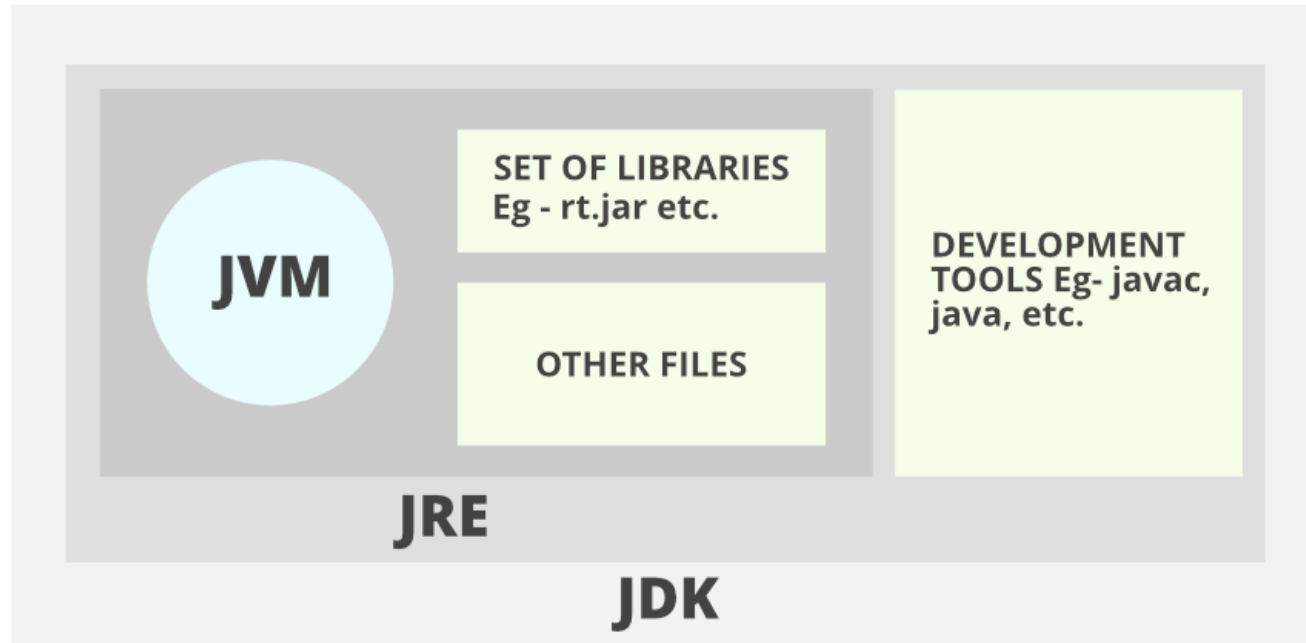 JVM
SET OF LIBRARIES
Eg - rt.jar etc.
OTHER FILES
DEVELOPMENT
TOOLS Eg- javac,
java, etc.
JRE
JDK